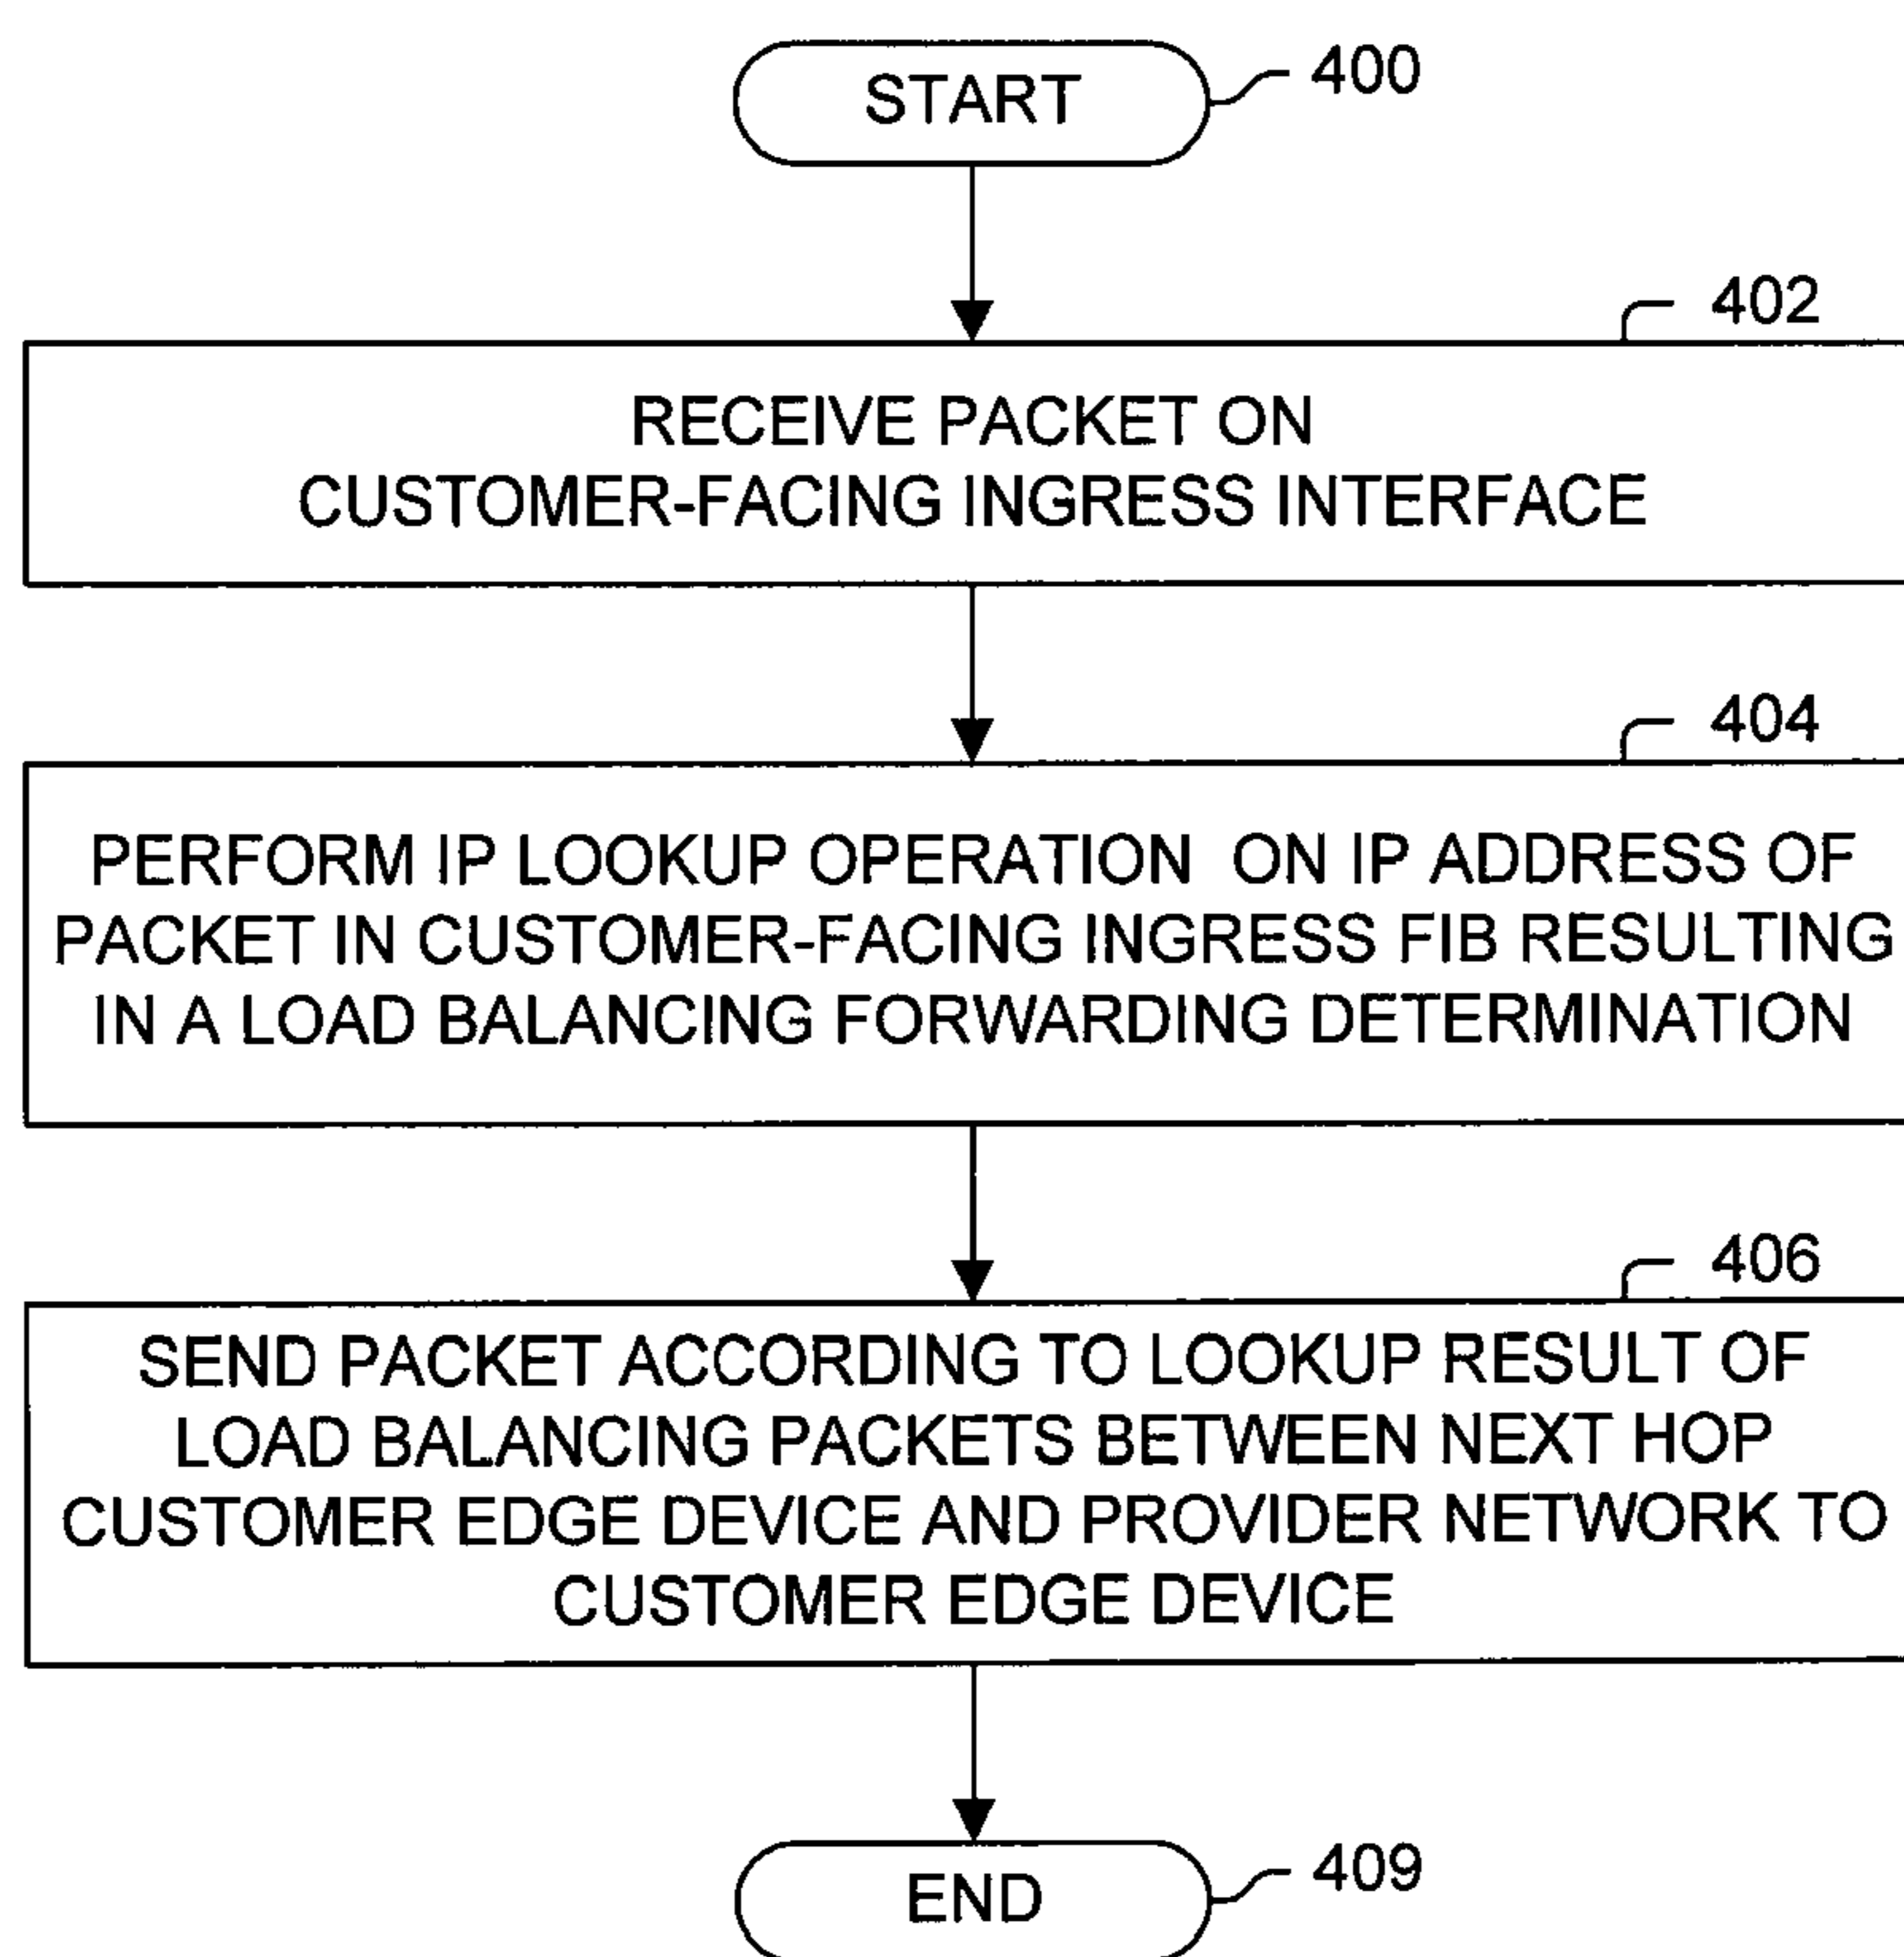 START
400
402
RECEIVE PACKET ON
CUSTOMER-FACING INGRESS INTERFACE
404
PERFORM IP LOOKUP OPERATION ON IP ADDRESS OF
PACKET IN CUSTOMER-FACING INGRESS FIB RESULTING
IN A LOAD BALANCING FORWARDING DETERMINATION
406
SEND PACKET ACCORDING TO LOOKUP RESULT OF
LOAD BALANCING PACKETS BETWEEN NEXT HOP
CUSTOMER EDGE DEVICE AND PROVIDER NETWORK TO
CUSTOMER EDGE DEVICE
END
409